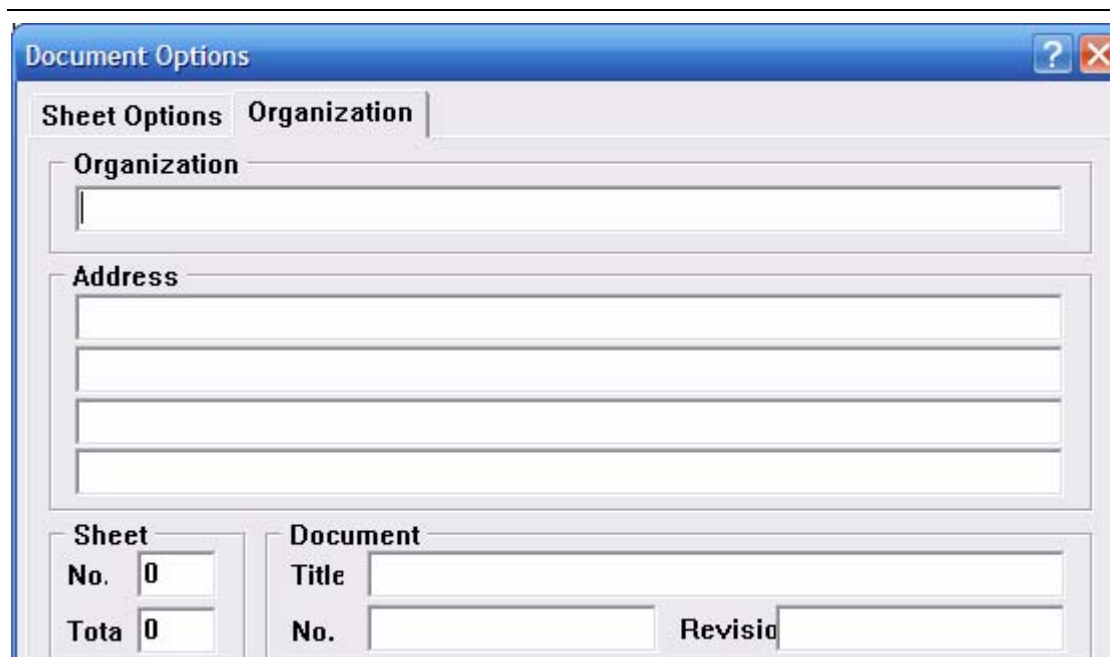 Document Options
Sheet Options Organization
Organization
Address
Sheet Document
No. 0 Title
Tota 0 No. Revisio